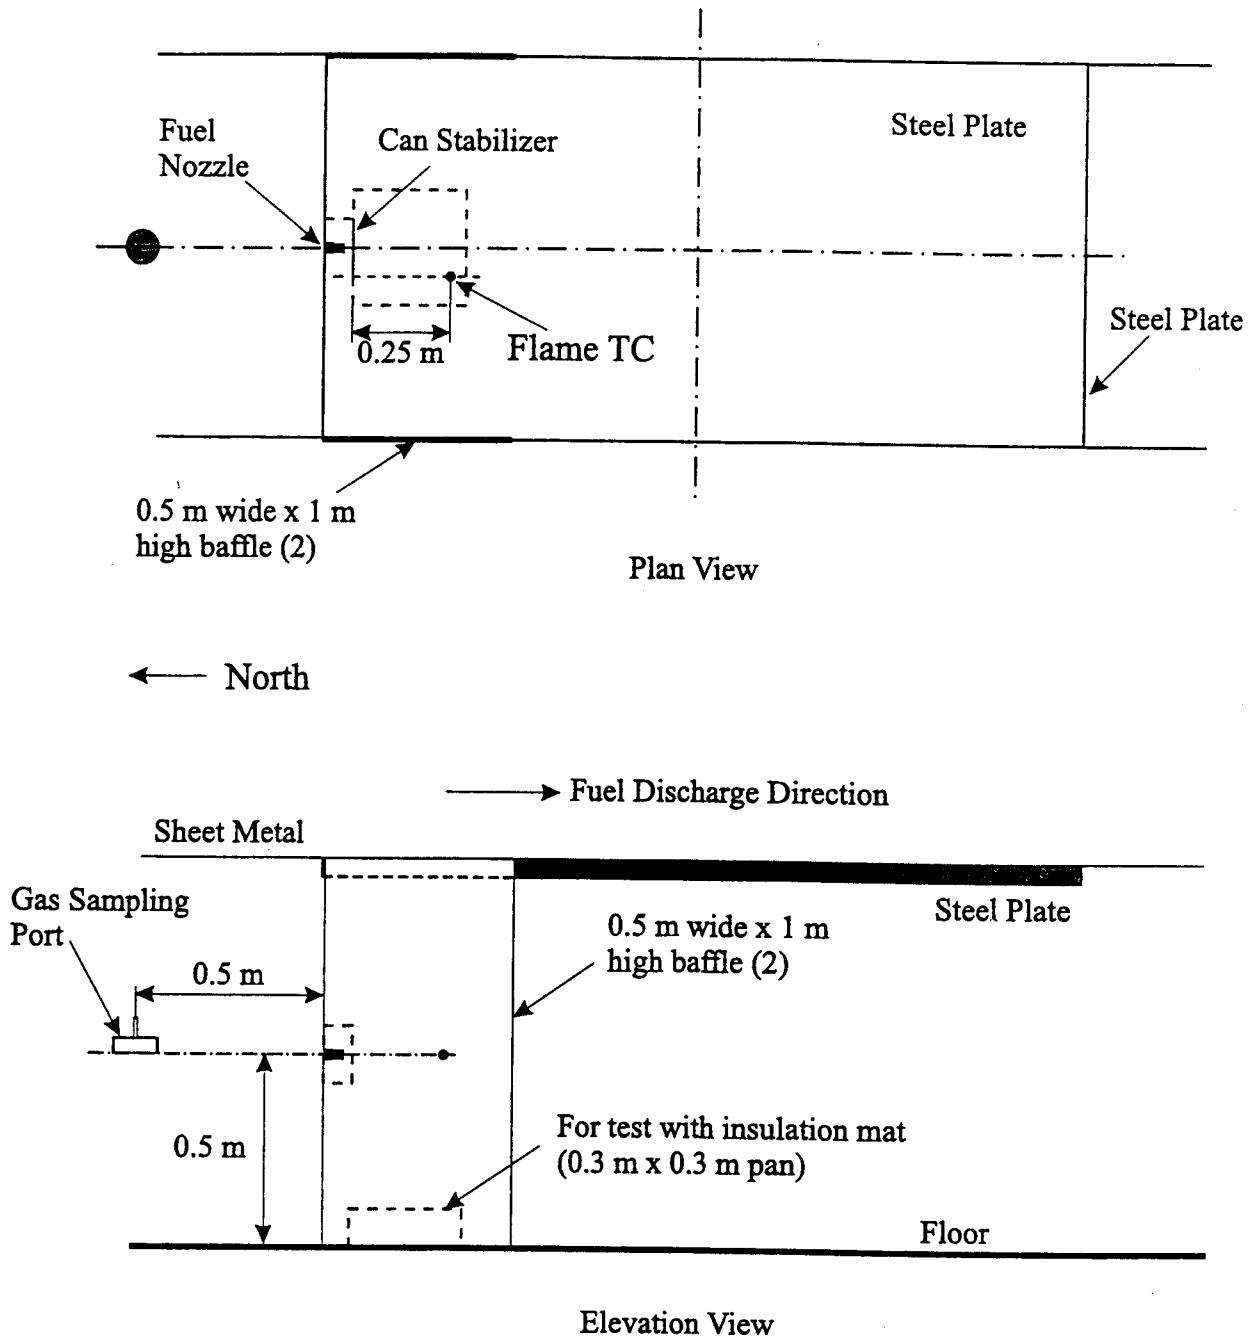 Steel Plate
Fuel
Nozzle
Can Stabilizer
Steel Plate
0.25 m
Flame TC
0.5 m wide x 1 m
high baffle (2)
Plan View
North
Fuel Discharge Direction
Sheet Metal
Gas Sampling
Port
Steel Plate
0.5 m wide x 1 m
high baffle (2)
0.5 m
For test with insulation mat
(0.3 m x 0.3 m pan)
0.5 m
Floor
Elevation View